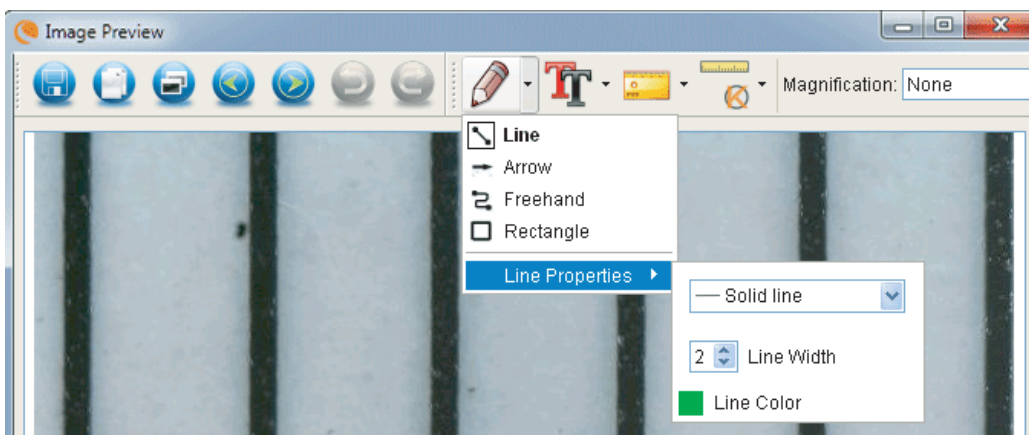 Image Preview
Magnification: None
Line
Arrow
Freehand
Rectangle
Line Properties
Solid line
2 Line Width
Line Color